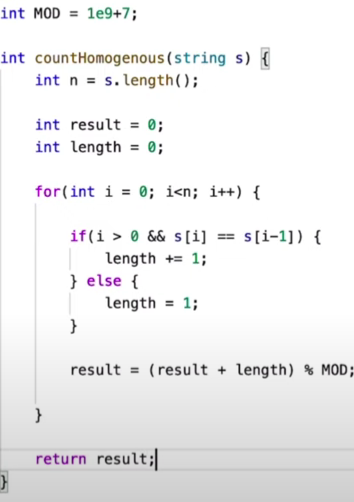 int MOD = 1e9+7;
int countHomogenous(string s) {
int n = s.length();
int result = 0;
int length = 0;
for(int i = 0; i<n; i++) {
if(i > 0 && s[i] == s[i-1]) {
length += 1;
} else {
length = 1;
}
result = (result + length) % MOD;
}
return result;
}